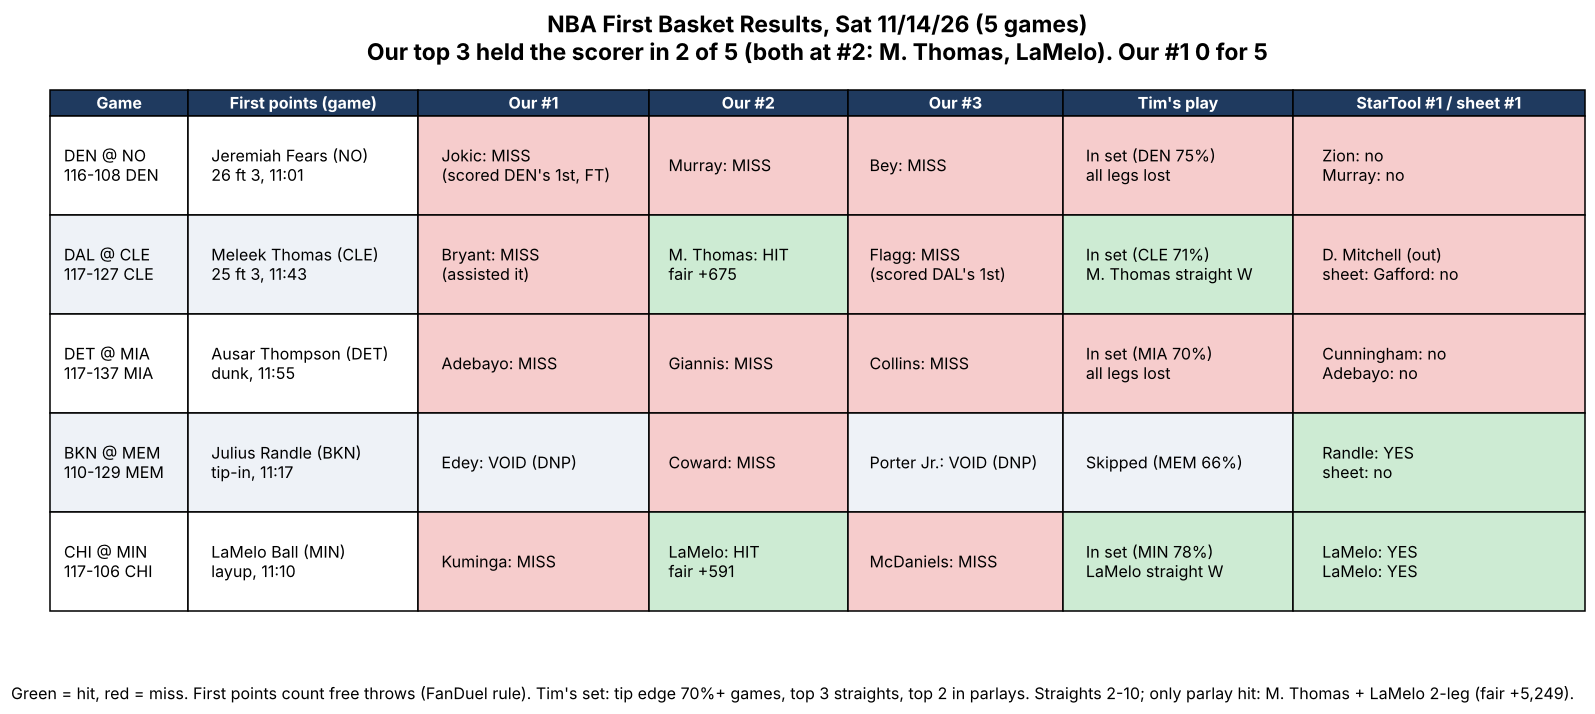 NBA First Basket Results, Sat 11/14/26 (5 games)
Our top 3 held the scorer in 2 of 5 (both at #2: M. Thomas, LaMelo). Our #1 0 for 5
Game
First points (game)
Our #1
Our #2
Our #3
Tim's play
StarTool #1 / sheet #1
DEN @ NO
116-108 DEN
Jeremiah Fears (NO)
26 ft 3, 11:01
Jokic: MISS
(scored DEN's 1st, FT)
Murray: MISS
Bey: MISS
In set (DEN 75%)
all legs lost
Zion: no
Murray: no
DAL @ CLE
117-127 CLE
Meleek Thomas (CLE)
25 ft 3, 11:43
Bryant: MISS
(assisted it)
M. Thomas: HIT
fair +675
Flagg: MISS
(scored DAL's 1st)
In set (CLE 71%)
M. Thomas straight W
D. Mitchell (out)
sheet: Gafford: no
DET @ MIA
117-137 MIA
Ausar Thompson (DET)
dunk, 11:55
Adebayo: MISS
Giannis: MISS
Collins: MISS
In set (MIA 70%)
all legs lost
Cunningham: no
Adebayo: no
BKN @ MEM
110-129 MEM
Julius Randle (BKN)
tip-in, 11:17
Edey: VOID (DNP)
Coward: MISS
Porter Jr.: VOID (DNP)
Skipped (MEM 66%)
Randle: YES
sheet: no
CHI @ MIN
117-106 CHI
LaMelo Ball (MIN)
layup, 11:10
Kuminga: MISS
LaMelo: HIT
fair +591
McDaniels: MISS
In set (MIN 78%)
LaMelo straight W
LaMelo: YES
LaMelo: YES
Green = hit, red = miss. First points count free throws (FanDuel rule). Tim's set: tip edge 70%+ games, top 3 straights, top 2 in parlays. Straights 2-10; only parlay hit: M. Thomas + LaMelo 2-leg (fair +5,249).